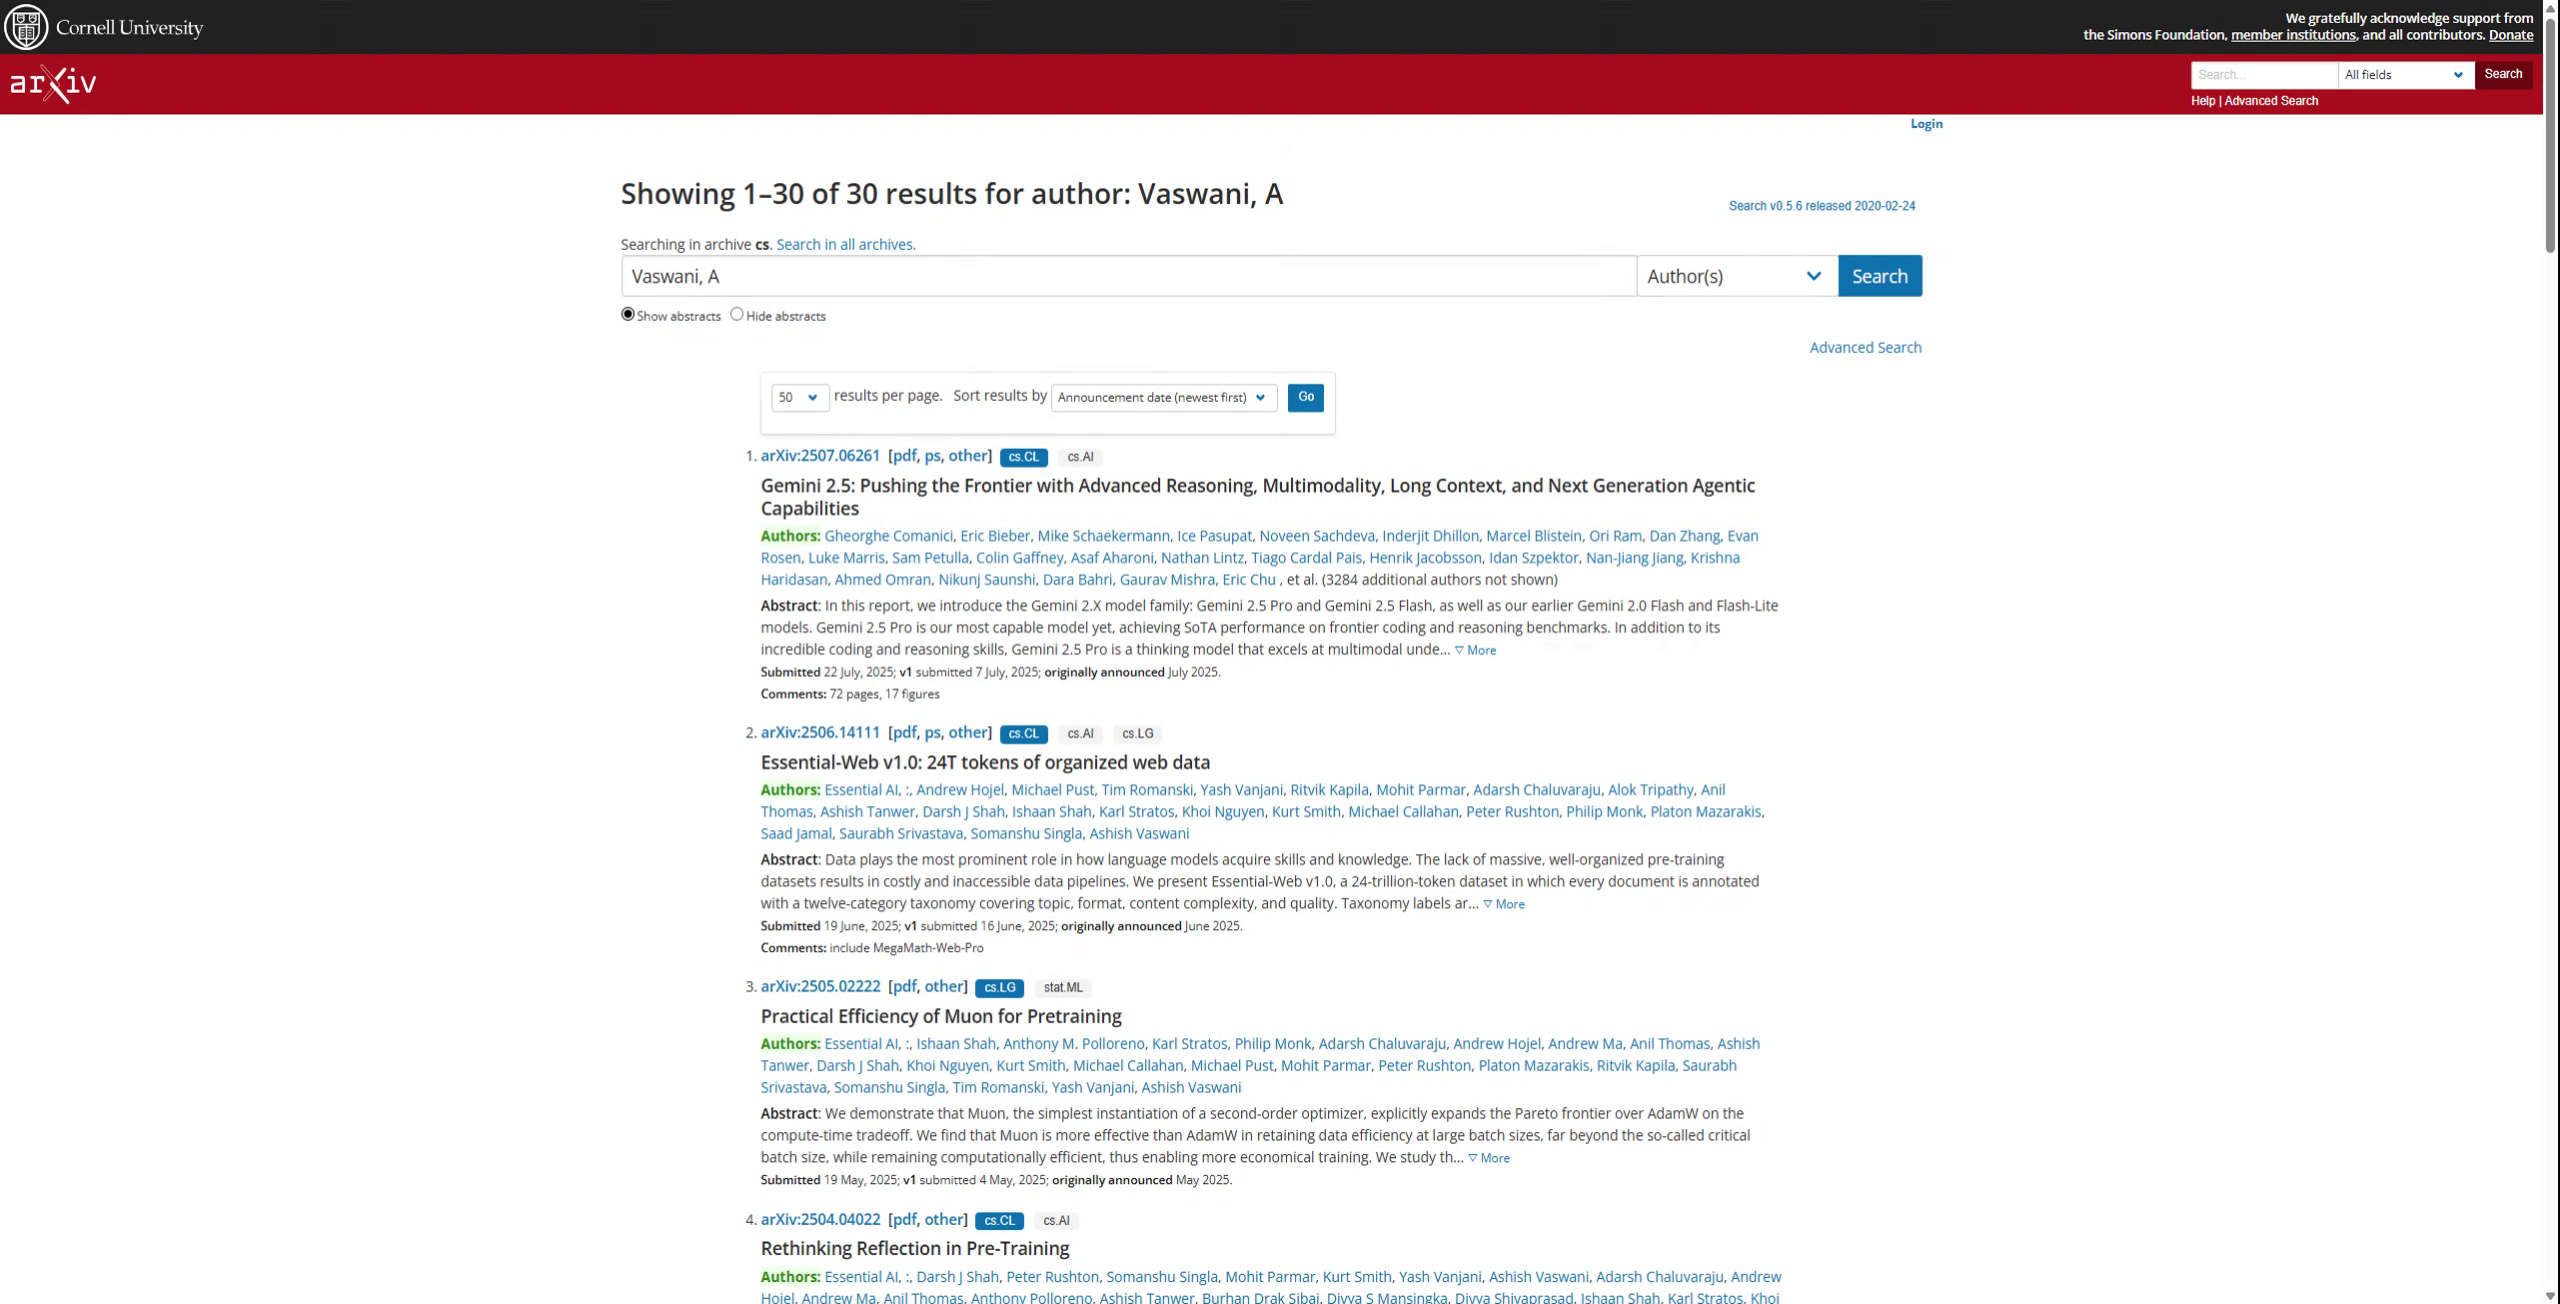 Cornell University
We gratefully acknowledge support from
the Simons Foundation, member institutions, and all contributors. Donate
arXiv
Search...
All fields
Search
Help | Advanced Search
Login
Showing 1–30 of 30 results for author: Vaswani, A
Search v0.5.6 released 2020-02-24
Searching in archive cs. Search in all archives.
Vaswani, A
Author(s)
Search
Show abstracts Hide abstracts
Advanced Search
50 results per page. Sort results by Announcement date (newest first) Go
1. arXiv:2507.06261 [pdf, ps, other] cs.CL cs.AI
Gemini 2.5: Pushing the Frontier with Advanced Reasoning, Multimodality, Long Context, and Next Generation Agentic
Capabilities
Authors: Gheorghe Comanici, Eric Bieber, Mike Schaekermann, Ice Pasupat, Noveen Sachdeva, Inderjit Dhillon, Marcel Blistein, Ori Ram, Dan Zhang, Evan
Rosen, Luke Marris, Sam Petulla, Colin Gaffney, Asaf Aharoni, Nathan Lintz, Tiago Cardal Pais, Henrik Jacobsson, Idan Szpektor, Nan-Jiang Jiang, Krishna
Haridasan, Ahmed Omran, Nikunj Saunshi, Dara Bahri, Gaurav Mishra, Eric Chu , et al. (3284 additional authors not shown)
Abstract: In this report, we introduce the Gemini 2.X model family: Gemini 2.5 Pro and Gemini 2.5 Flash, as well as our earlier Gemini 2.0 Flash and Flash-Lite
models. Gemini 2.5 Pro is our most capable model yet, achieving SoTA performance on frontier coding and reasoning benchmarks. In addition to its
incredible coding and reasoning skills, Gemini 2.5 Pro is a thinking model that excels at multimodal unde... ▽ More
Submitted 22 July, 2025; v1 submitted 7 July, 2025; originally announced July 2025.
Comments: 72 pages, 17 figures
2. arXiv:2506.14111 [pdf, ps, other] cs.CL cs.AI cs.LG
Essential-Web v1.0: 24T tokens of organized web data
Authors: Essential AI, :, Andrew Hojel, Michael Pust, Tim Romanski, Yash Vanjani, Ritvik Kapila, Mohit Parmar, Adarsh Chaluvaraju, Alok Tripathy, Anil
Thomas, Ashish Tanwer, Darsh J Shah, Ishaan Shah, Karl Stratos, Khoi Nguyen, Kurt Smith, Michael Callahan, Peter Rushton, Philip Monk, Platon Mazarakis,
Saad Jamal, Saurabh Srivastava, Somanshu Singla, Ashish Vaswani
Abstract: Data plays the most prominent role in how language models acquire skills and knowledge. The lack of massive, well-organized pre-training
datasets results in costly and inaccessible data pipelines. We present Essential-Web v1.0, a 24-trillion-token dataset in which every document is annotated
with a twelve-category taxonomy covering topic, format, content complexity, and quality. Taxonomy labels ar... ▽ More
Submitted 19 June, 2025; v1 submitted 16 June, 2025; originally announced June 2025.
Comments: include MegaMath-Web-Pro
3. arXiv:2505.02222 [pdf, other] cs.LG stat.ML
Practical Efficiency of Muon for Pretraining
Authors: Essential AI, :, Ishaan Shah, Anthony M. Polloreno, Karl Stratos, Philip Monk, Adarsh Chaluvaraju, Andrew Hojel, Andrew Ma, Anil Thomas, Ashish
Tanwer, Darsh J Shah, Khoi Nguyen, Kurt Smith, Michael Callahan, Michael Pust, Mohit Parmar, Peter Rushton, Platon Mazarakis, Ritvik Kapila, Saurabh
Srivastava, Somanshu Singla, Tim Romanski, Yash Vanjani, Ashish Vaswani
Abstract: We demonstrate that Muon, the simplest instantiation of a second-order optimizer, explicitly expands the Pareto frontier over AdamW on the
compute-time tradeoff. We find that Muon is more effective than AdamW in retaining data efficiency at large batch sizes, far beyond the so-called critical
batch size, while remaining computationally efficient, thus enabling more economical training. We study th... ▽ More
Submitted 19 May, 2025; v1 submitted 4 May, 2025; originally announced May 2025.
4. arXiv:2504.04022 [pdf, other] cs.CL cs.AI
Rethinking Reflection in Pre-Training
Authors: Essential AI, :, Darsh J Shah, Peter Rushton, Somanshu Singla, Mohit Parmar, Kurt Smith, Yash Vanjani, Ashish Vaswani, Adarsh Chaluvaraju, Andrew
Hojel, Andrew Ma, Anil Thomas, Anthony Polloreno, Ashish Tanwer, Burhan Drak Sibai, Divya S Mansingka, Divya Shivaprasad, Ishaan Shah, Karl Stratos, Khoi